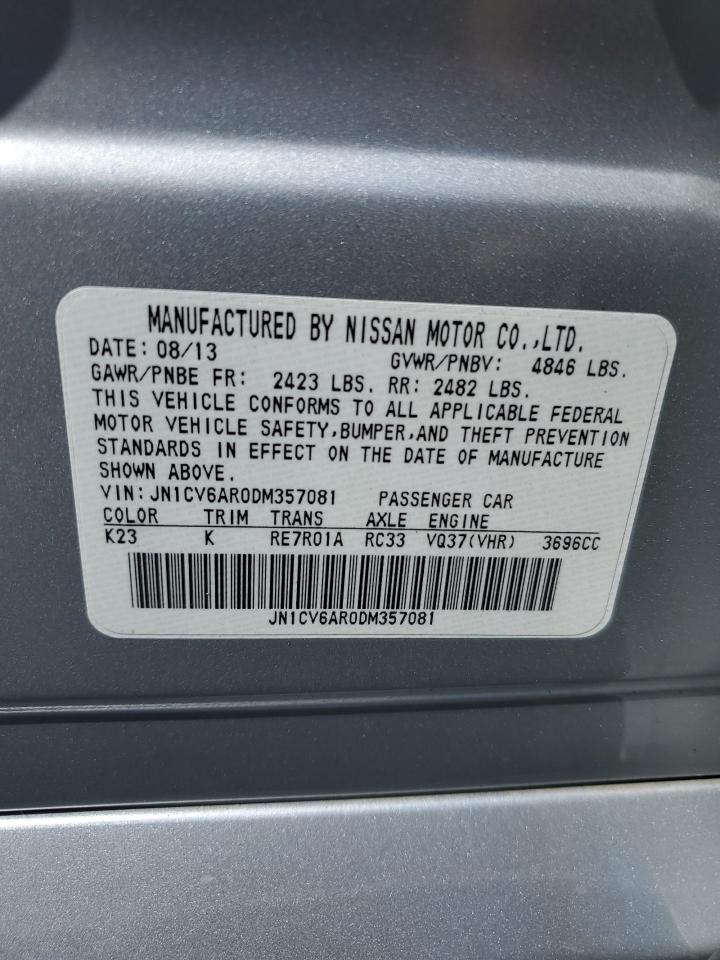 MANUFACTURED BY NISSAN MOTOR CO.,LTD.
DATE: 08/13 GVWR/PNBV: 4846 LBS.
GAWR/PNBE FR: 2423 LBS. RR: 2482 LBS.
THIS VEHICLE CONFORMS TO ALL APPLICABLE FEDERAL
MOTOR VEHICLE SAFETY,BUMPER,AND THEFT PREVENTION
STANDARDS IN EFFECT ON THE DATE OF MANUFACTURE
SHOWN ABOVE.
VIN: JN1CV6AR0DM357081 PASSENGER CAR
COLOR TRIM TRANS AXLE ENGINE
K23 K RE7R01A RC33 VQ37(VHR) 3696CC
JN1CV6AR0DM357081